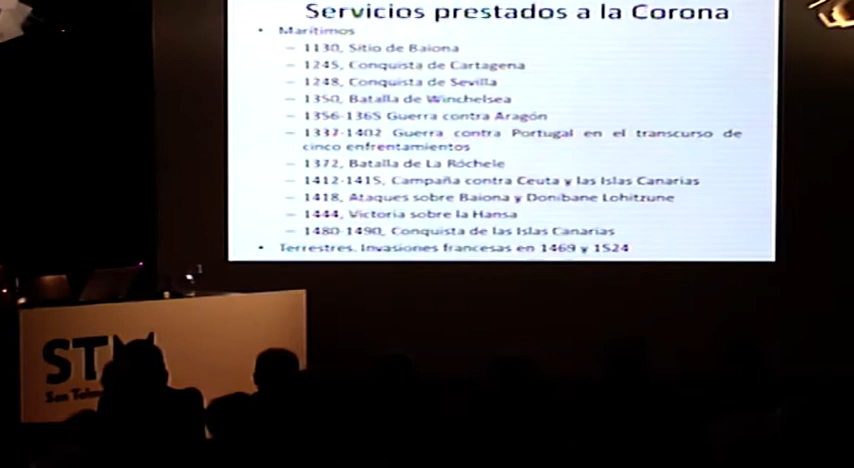 Servicios prestados a la Corona
• Marítimos
– 1130, Sitio de Baiona
– 1245, Conquista de Cartagena
– 1248, Conquista de Sevilla
– 1350, Batalla de Winchelsea
– 1356-1365 Guerra contra Aragón
– 1337-1402 Guerra contra Portugal en el transcurso de
cinco enfrentamientos
– 1372, Batalla de La Róchele
– 1412-1415, Campaña contra Ceuta y las Islas Canarias
– 1418, Ataques sobre Baiona y Donibane Lohitzune
– 1444, Victoria sobre la Hansa
– 1480-1490, Conquista de las Islas Canarias
• Terrestres. Invasiones francesas en 1469 y 1524
ST
San